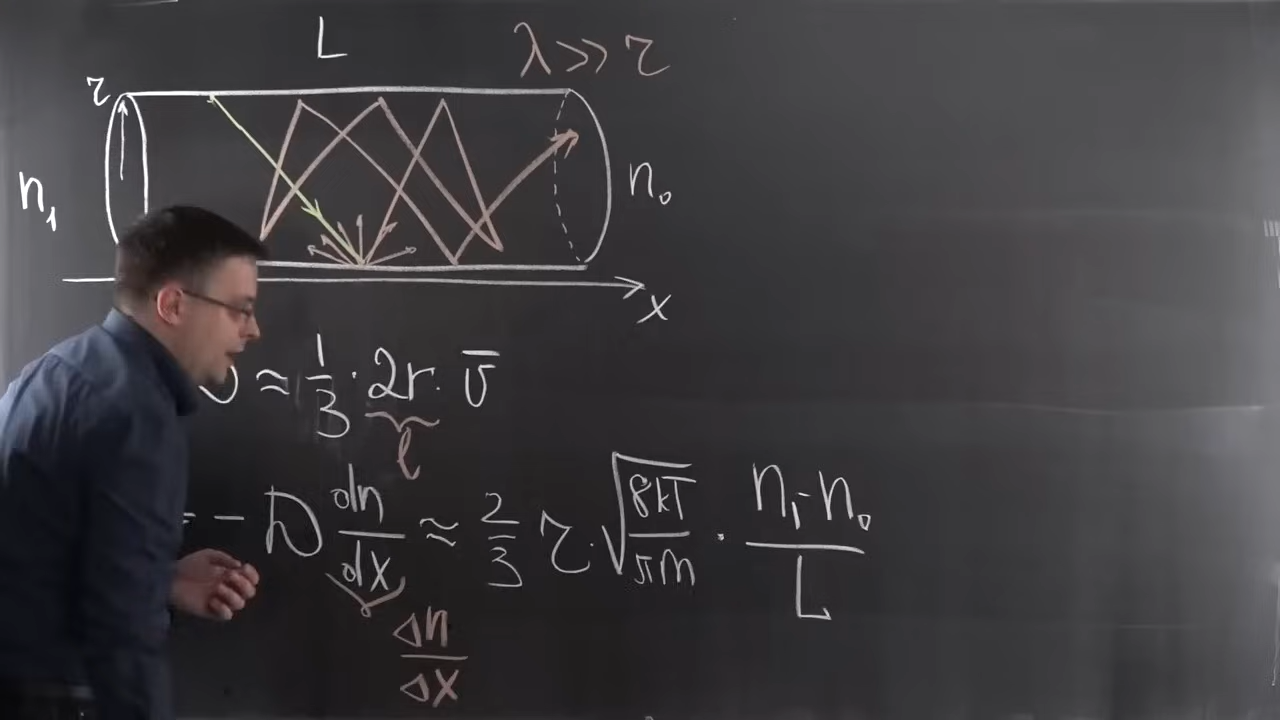 L
λ >> r
r
n₁
n₀
x
≈ 1/3 · 2r · v̄
l
= - D dn/dx ≈ 2/3 r · √(8kT/πm) · (n₁ - n₀)/L
Δn/Δx